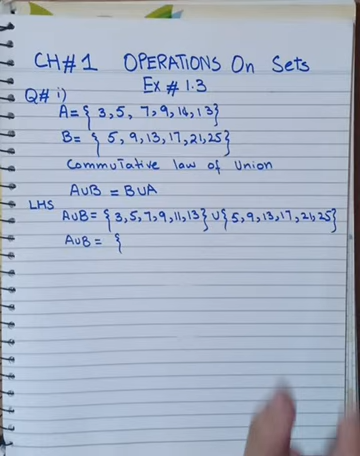 CH#1 OPERATIONS On Sets
Ex # 1.3
Q# i)
A= { 3,5, 7,9,11,13}
B= { 5,9,13,17,21,25}
Commutative law of Union
A∪B = B∪A
LHS
A∪B= {3,5,7,9,11,13} ∪ {5,9,13,17,21,25}
A∪B= {